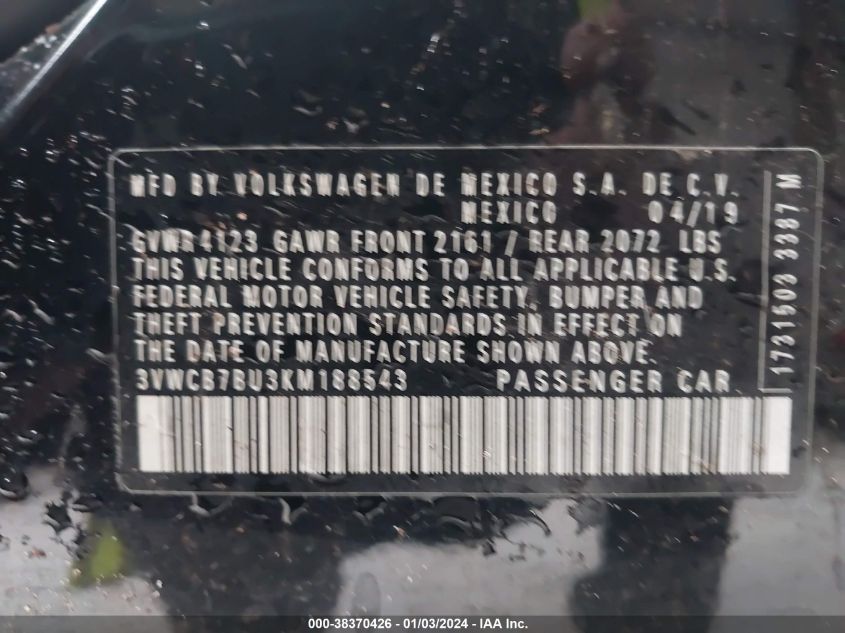 MFD BY VOLKSWAGEN DE MEXICO S.A. DE C.V.
MEXICO 04/19
GVWR 4123 GAWR FRONT 2161 / REAR 2072 LBS
THIS VEHICLE CONFORMS TO ALL APPLICABLE U.S.
FEDERAL MOTOR VEHICLE SAFETY, BUMPER AND
THEFT PREVENTION STANDARDS IN EFFECT ON
THE DATE OF MANUFACTURE SHOWN ABOVE.
3VWCB7BU3KM188543 PASSENGER CAR
1731503 3387 M
000-38370426 - 01/03/2024 - IAA Inc.